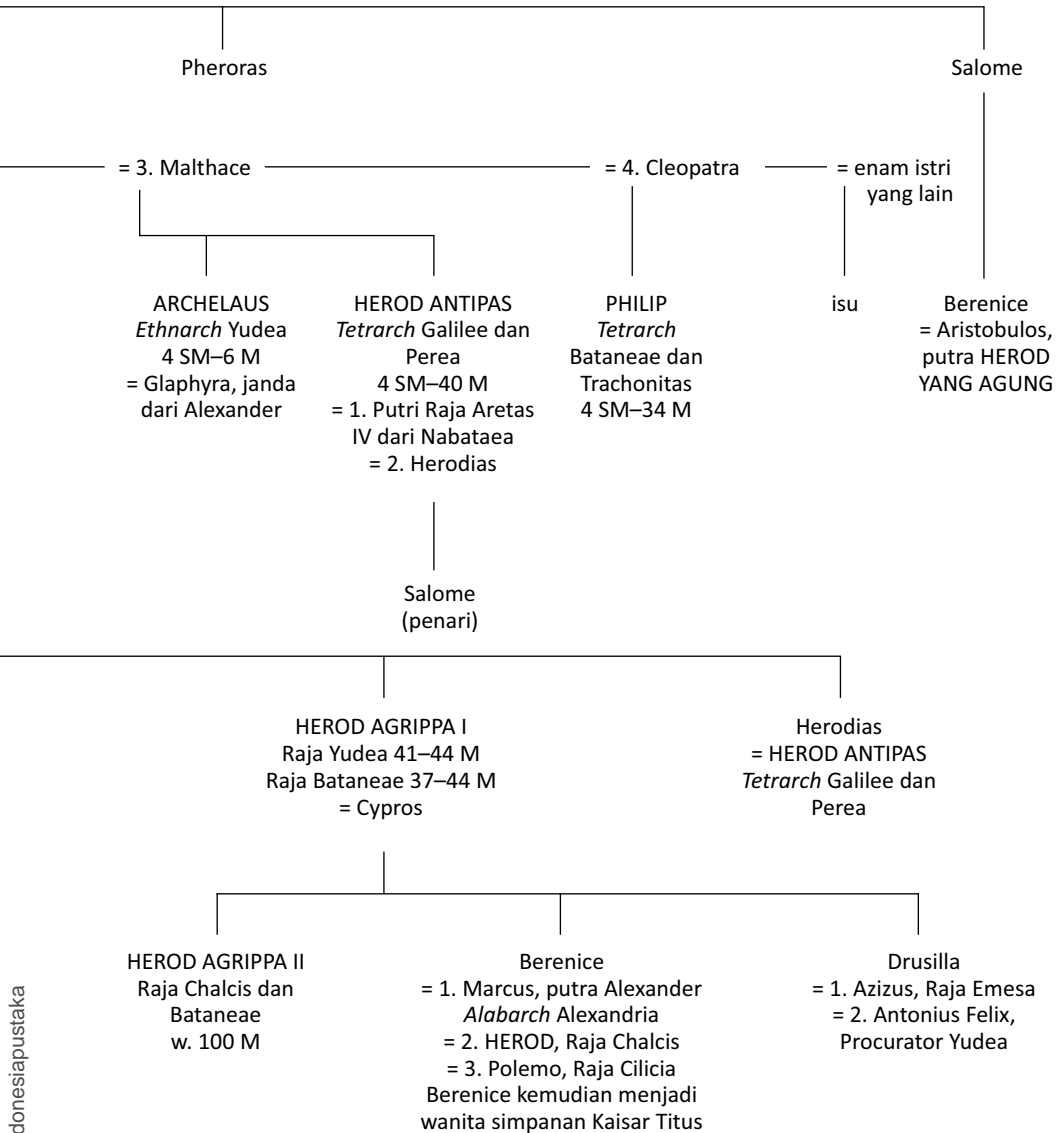 Pheroras
Salome
= 3. Malthace
= 4. Cleopatra
= enam istri
yang lain
ARCHELAUS
Ethnarch Yudea
4 SM–6 M
= Glaphyra, janda
dari Alexander
HEROD ANTIPAS
Tetrarch Galilee dan
Perea
4 SM–40 M
= 1. Putri Raja Aretas
IV dari Nabataea
= 2. Herodias
PHILIP
Tetrarch
Bataneae dan
Trachonitas
4 SM–34 M
isu
Berenice
= Aristobulos,
putra HEROD
YANG AGUNG
Salome
(penari)
HEROD AGRIPPA I
Raja Yudea 41–44 M
Raja Bataneae 37–44 M
= Cypros
Herodias
= HEROD ANTIPAS
Tetrarch Galilee dan
Perea
HEROD AGRIPPA II
Raja Chalcis dan
Bataneae
w. 100 M
Berenice
= 1. Marcus, putra Alexander
Alabarch Alexandria
= 2. HEROD, Raja Chalcis
= 3. Polemo, Raja Cilicia
Berenice kemudian menjadi
wanita simpanan Kaisar Titus
Drusilla
= 1. Azizus, Raja Emesa
= 2. Antonius Felix,
Procurator Yudea
donesiapustaka